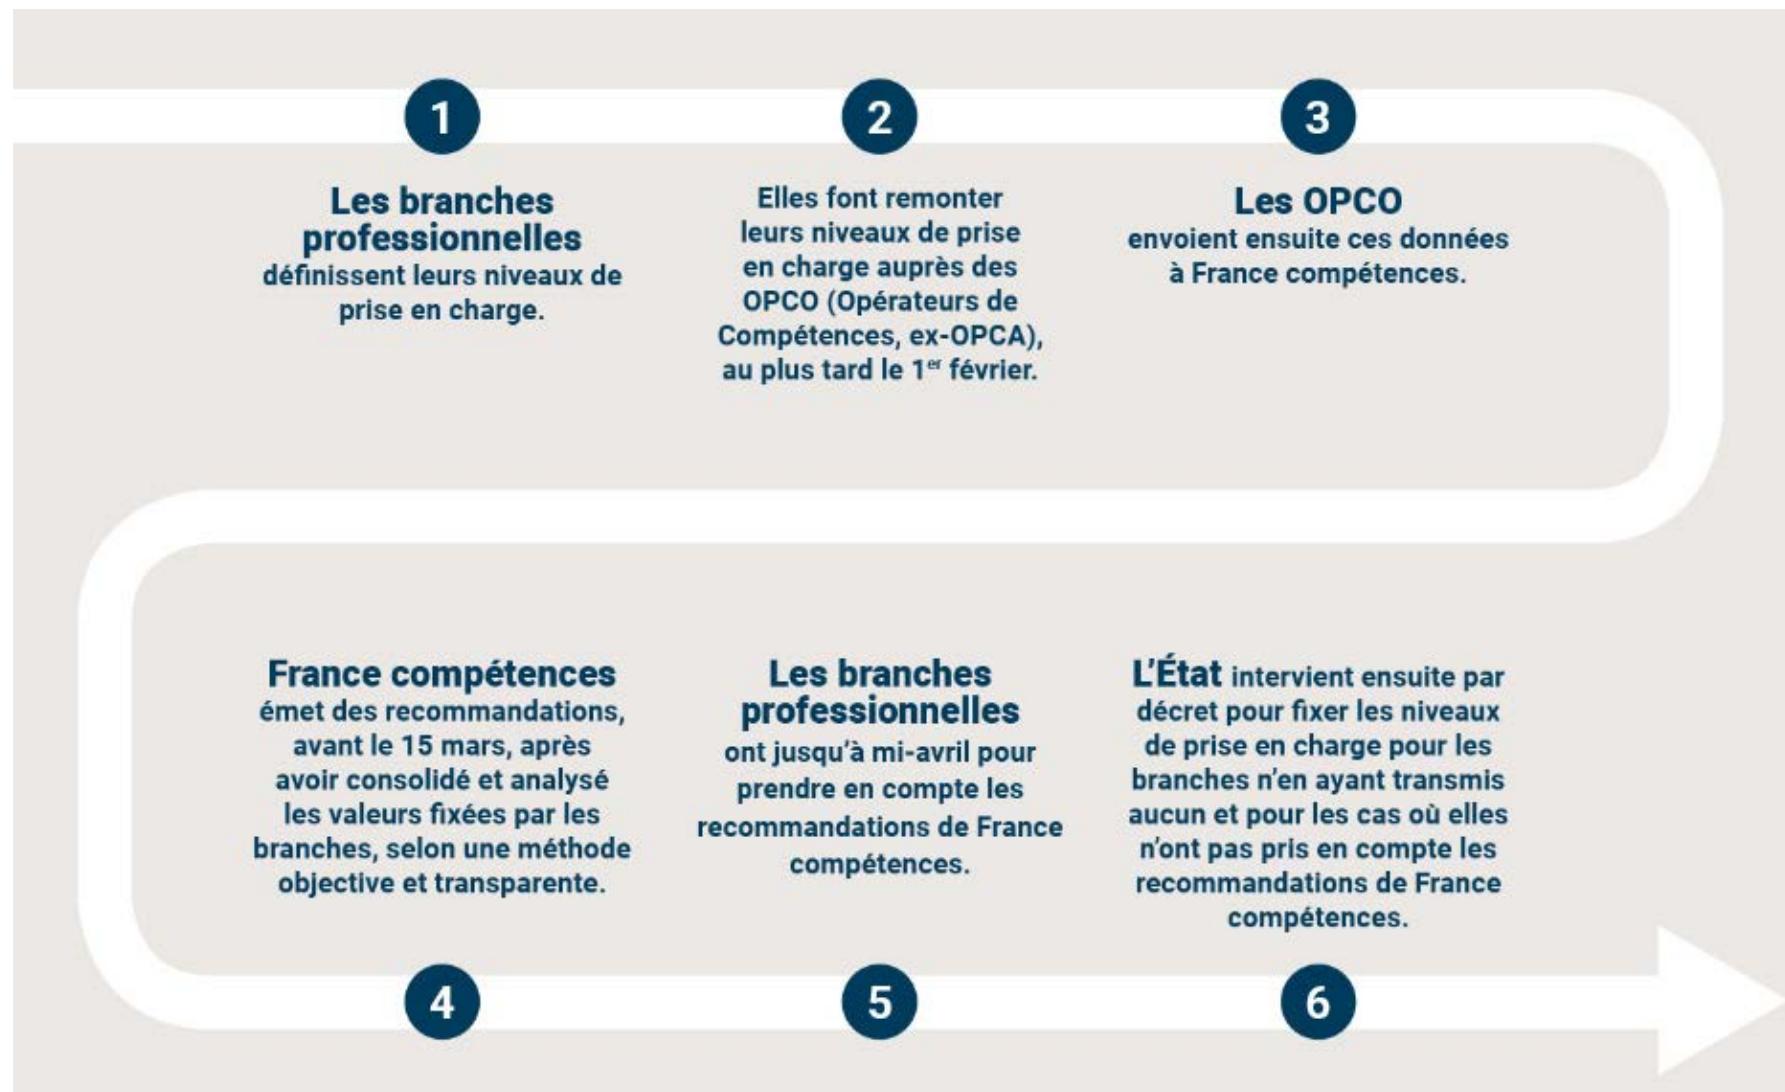 1
Les branches
professionnelles
définissent leurs niveaux de
prise en charge.
2
Elles font remonter
leurs niveaux de prise
en charge auprès des
OPCO (Opérateurs de
Compétences, ex-OPCA),
au plus tard le 1er février.
3
Les OPCO
envoient ensuite ces données
à France compétences.
France compétences
émet des recommandations,
avant le 15 mars, après
avoir consolidé et analysé
les valeurs fixées par les
branches, selon une méthode
objective et transparente.
4
Les branches
professionnelles
ont jusqu’à mi-avril pour
prendre en compte les
recommandations de France
compétences.
5
L’État intervient ensuite par
décret pour fixer les niveaux
de prise en charge pour les
branches n’en ayant transmis
aucun et pour les cas où elles
n’ont pas pris en compte les
recommandations de France
compétences.
6